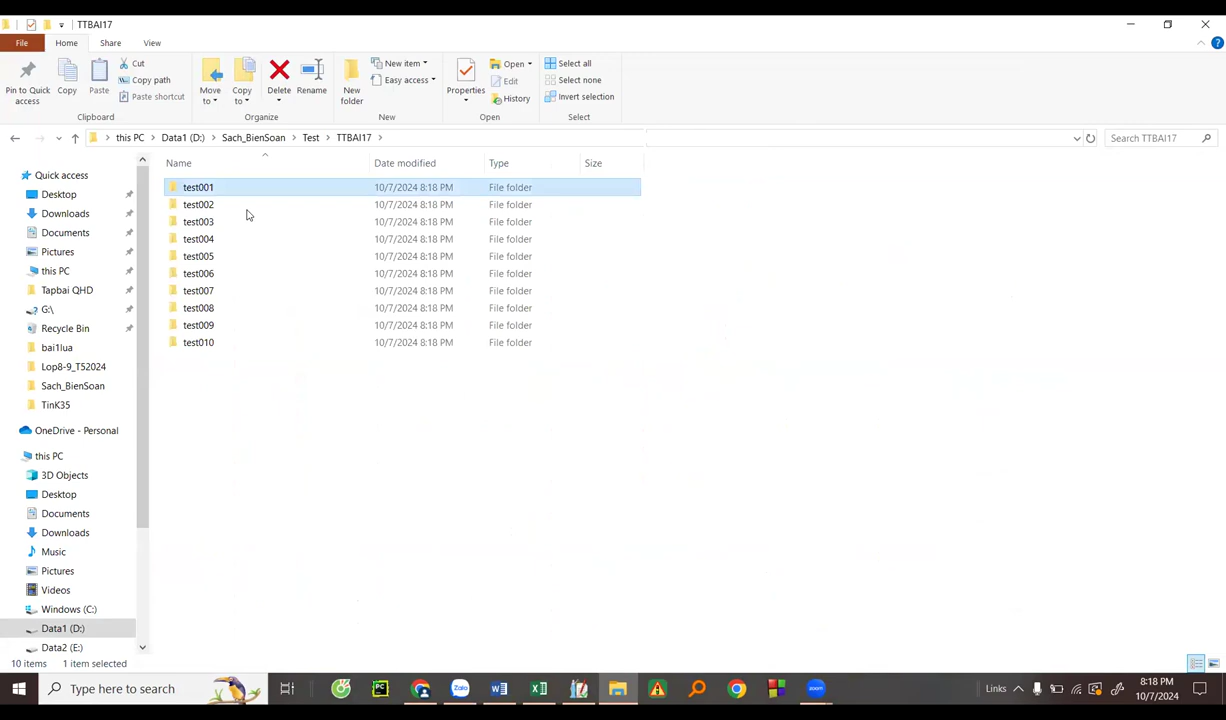 TTBAI17
File Home Share View
Pin to Quick access
Copy
Paste
Cut
Copy path
Paste shortcut
Clipboard
Move to
Copy to
Delete
Rename
Organize
New folder
New item
Easy access
New
Properties
Open
Edit
History
Open
Select all
Select none
Invert selection
Select
this PC > Data1 (D:) > Sach_BienSoan > Test > TTBAI17 >
Search TTBAI17
Name Date modified Type Size
test001 10/7/2024 8:18 PM File folder
test002 10/7/2024 8:18 PM File folder
test003 10/7/2024 8:18 PM File folder
test004 10/7/2024 8:18 PM File folder
test005 10/7/2024 8:18 PM File folder
test006 10/7/2024 8:18 PM File folder
test007 10/7/2024 8:18 PM File folder
test008 10/7/2024 8:18 PM File folder
test009 10/7/2024 8:18 PM File folder
test010 10/7/2024 8:18 PM File folder
Quick access
Desktop
Downloads
Documents
Pictures
this PC
Tapbai QHD
G:\
Recycle Bin
bai1lua
Lop8-9_T52024
Sach_BienSoan
TinK35
OneDrive - Personal
this PC
3D Objects
Desktop
Documents
Downloads
Music
Pictures
Videos
Windows (C:)
Data1 (D:)
Data2 (E:)
10 items 1 item selected
Type here to search
PC
Zalo
zoom
Links
8:18 PM
10/7/2024